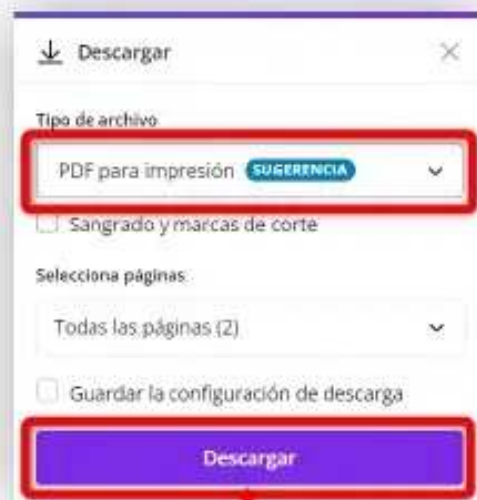 Descargar
Tipo de archivo
PDF para impresión SUGERENCIA
Sangrado y marcas de corte
Selecciona páginas
Todas las páginas (2)
Guardar la configuración de descarga
Descargar